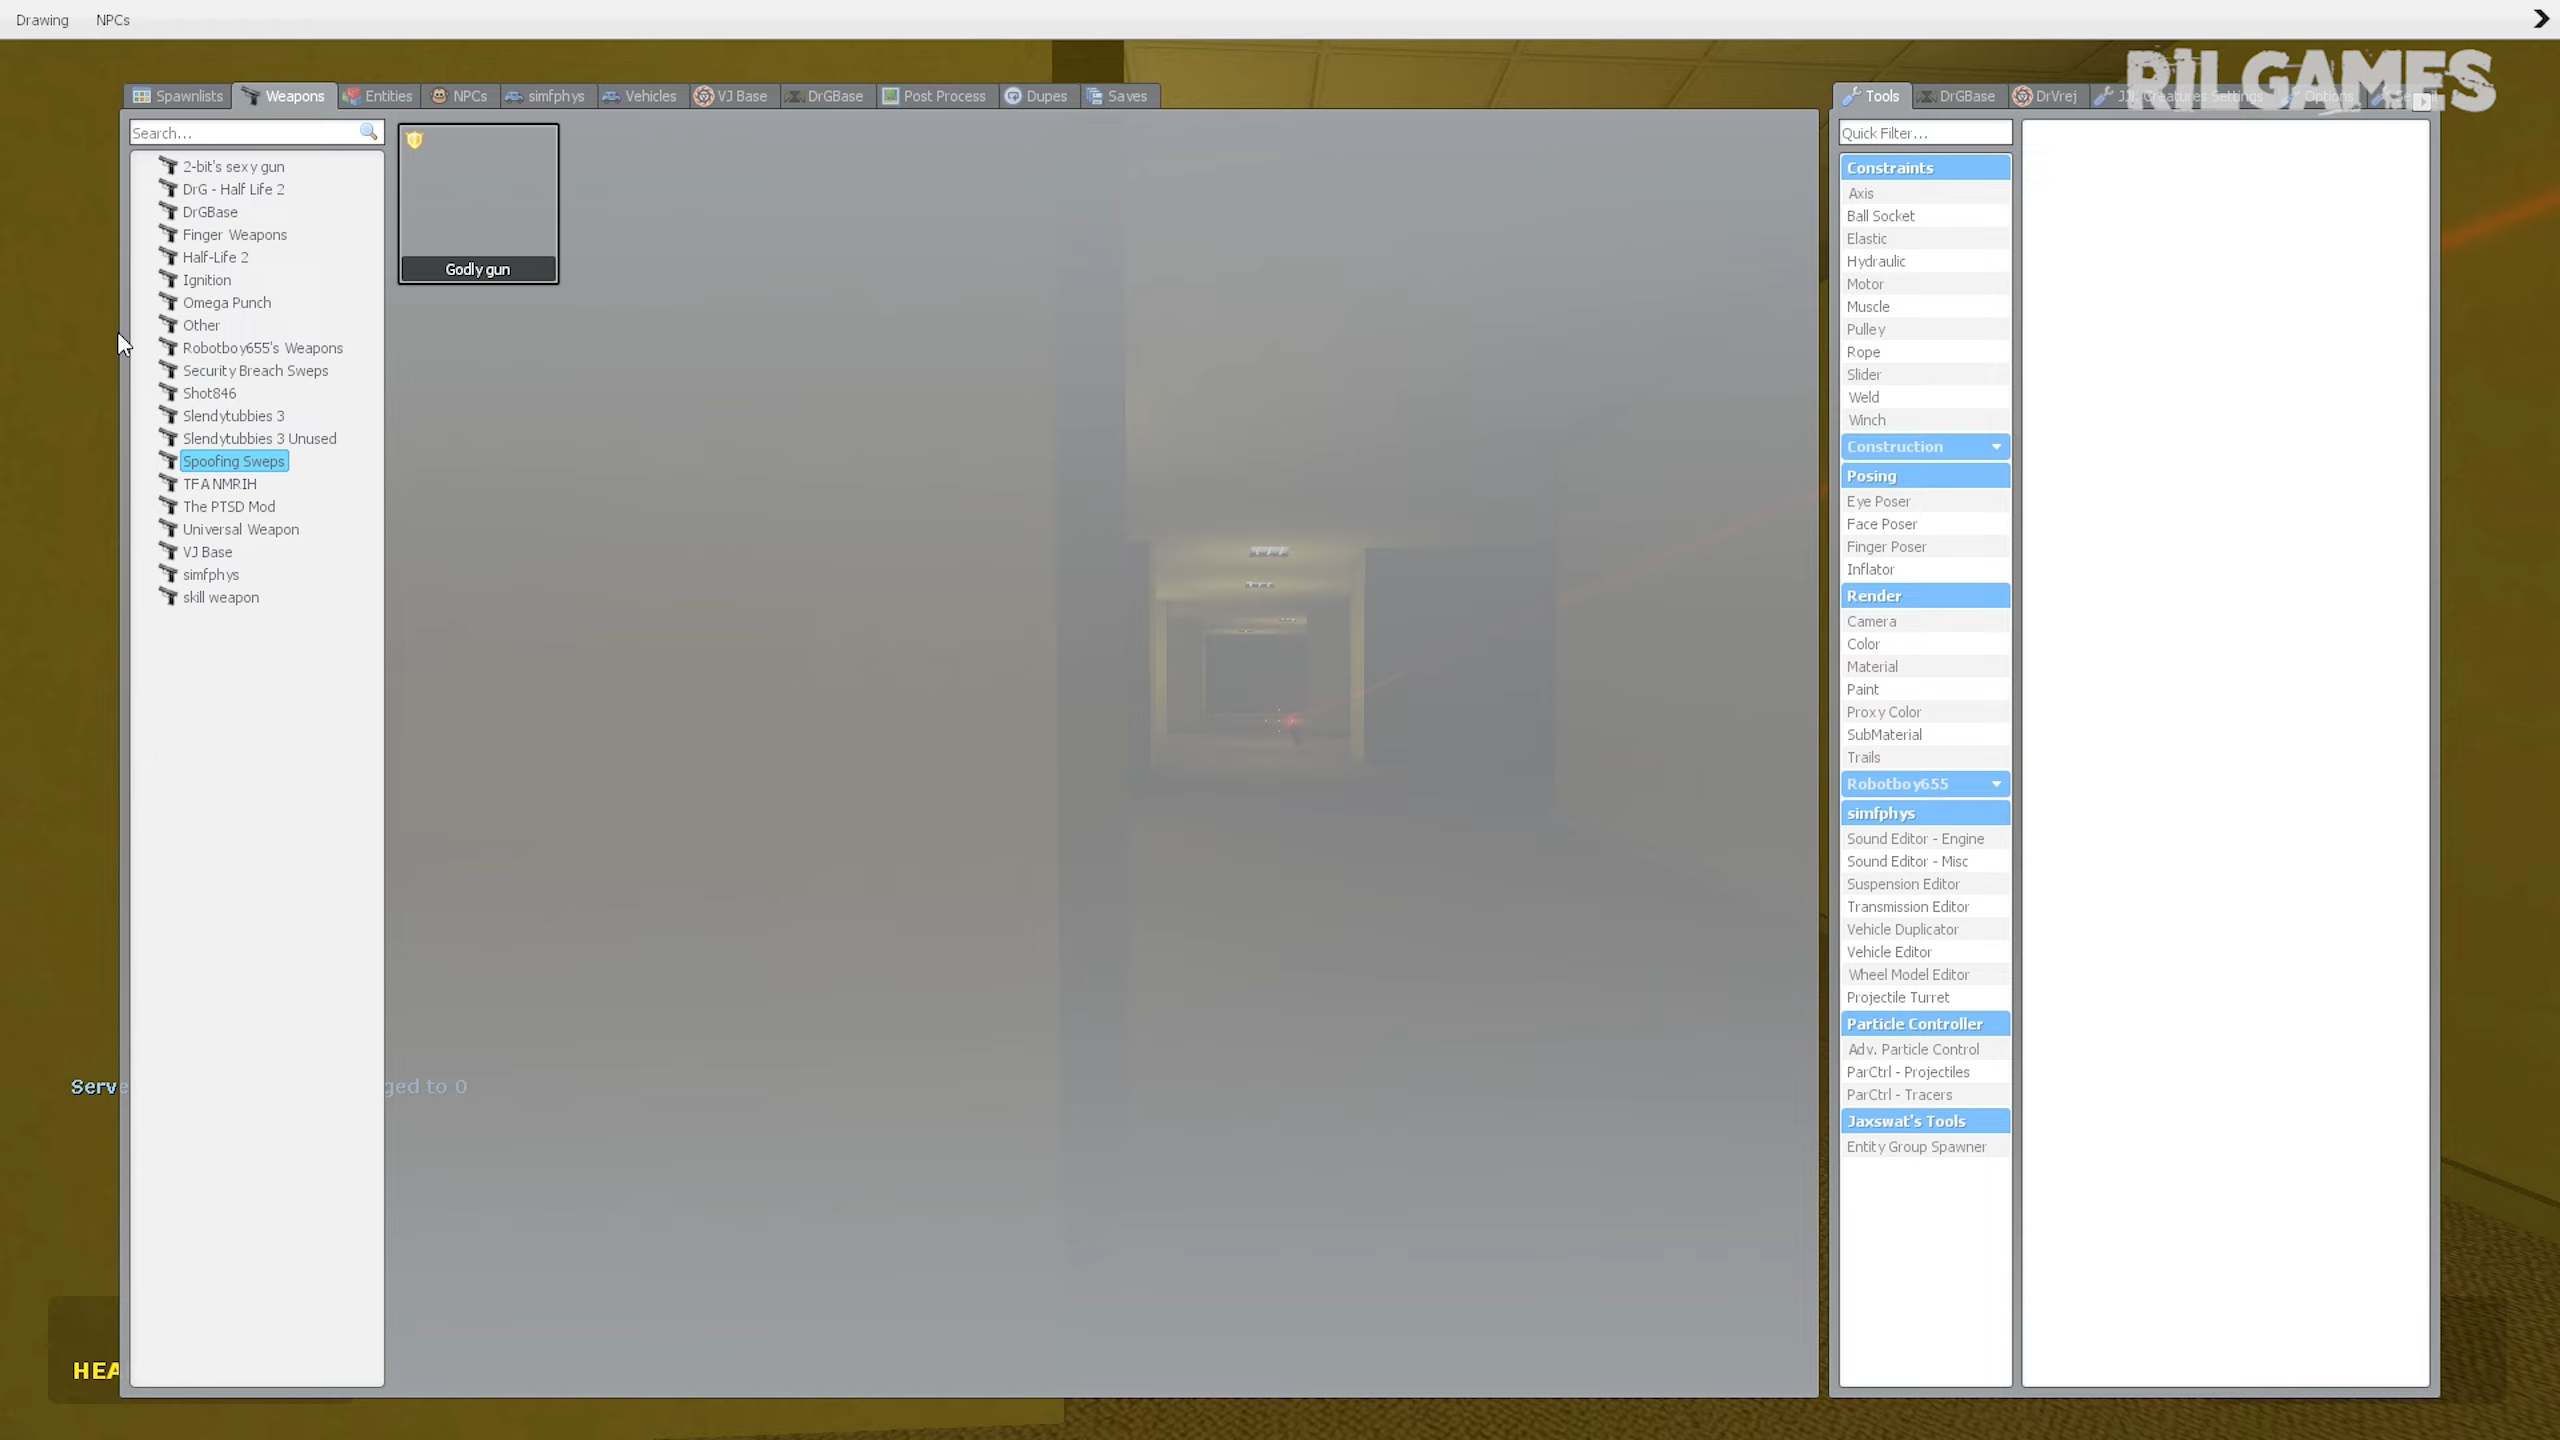 Drawing NPCs
RIL GAMES
Spawnlists Weapons Entities NPCs simfphys Vehicles VJ Base DrGBase Post Process Dupes Saves
Search...
2-bit's sexy gun
DrG - Half Life 2
DrGBase
Finger Weapons
Half-Life 2
Ignition
Omega Punch
Other
Robotboy655's Weapons
Security Breach Sweps
Shot846
Slendytubbies 3
Slendytubbies 3 Unused
Spoofing Sweps
TFA NMRIH
The PTSD Mod
Universal Weapon
VJ Base
simfphys
skill weapon
Godly gun
Serve
ged to 0
HEA
Tools DrGBase DrVrej Creatures Settings Options
Quick Filter...
Constraints
Axis
Ball Socket
Elastic
Hydraulic
Motor
Muscle
Pulley
Rope
Slider
Weld
Winch
Construction
Posing
Eye Poser
Face Poser
Finger Poser
Inflator
Render
Camera
Color
Material
Paint
Proxy Color
SubMaterial
Trails
Robotboy655
simfphys
Sound Editor - Engine
Sound Editor - Misc
Suspension Editor
Transmission Editor
Vehicle Duplicator
Vehicle Editor
Wheel Model Editor
Projectile Turret
Particle Controller
Adv. Particle Control
ParCtrl - Projectiles
ParCtrl - Tracers
Jaxswat's Tools
Entity Group Spawner